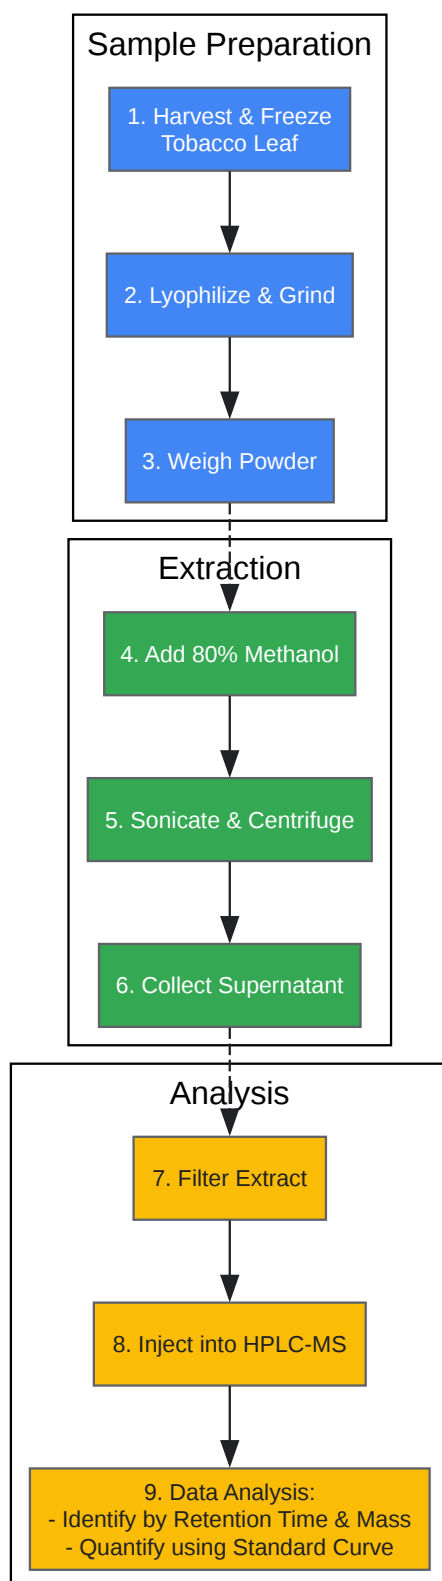 Sample Preparation
1. Harvest & Freeze
Tobacco Leaf
2. Lyophilize & Grind
3. Weigh Powder
Extraction
4. Add 80% Methanol
5. Sonicate & Centrifuge
6. Collect Supernatant
Analysis
7. Filter Extract
8. Inject into HPLC-MS
9. Data Analysis:
- Identify by Retention Time & Mass
- Quantify using Standard Curve